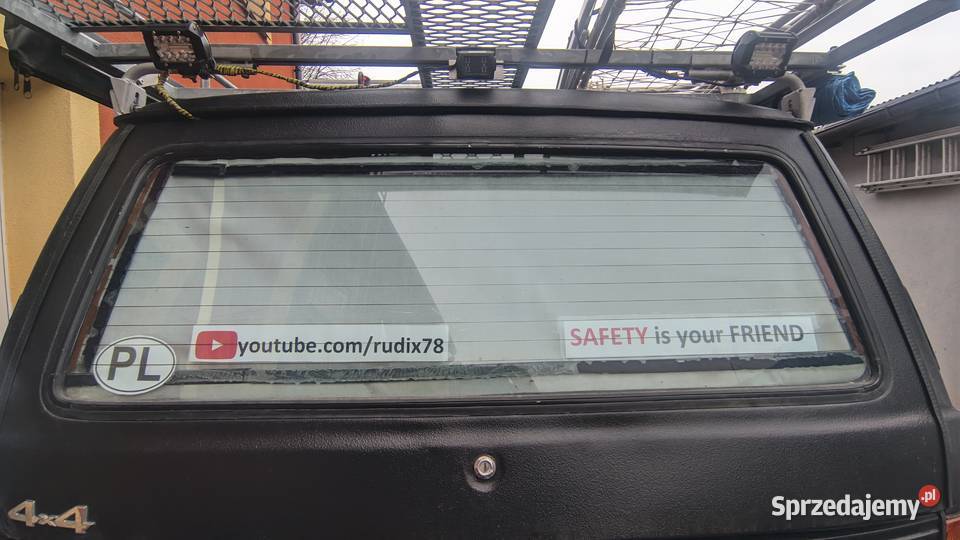 PL
youtube.com/rudix78
SAFETY is your FRIEND
4x4
Sprzedajemy.pl